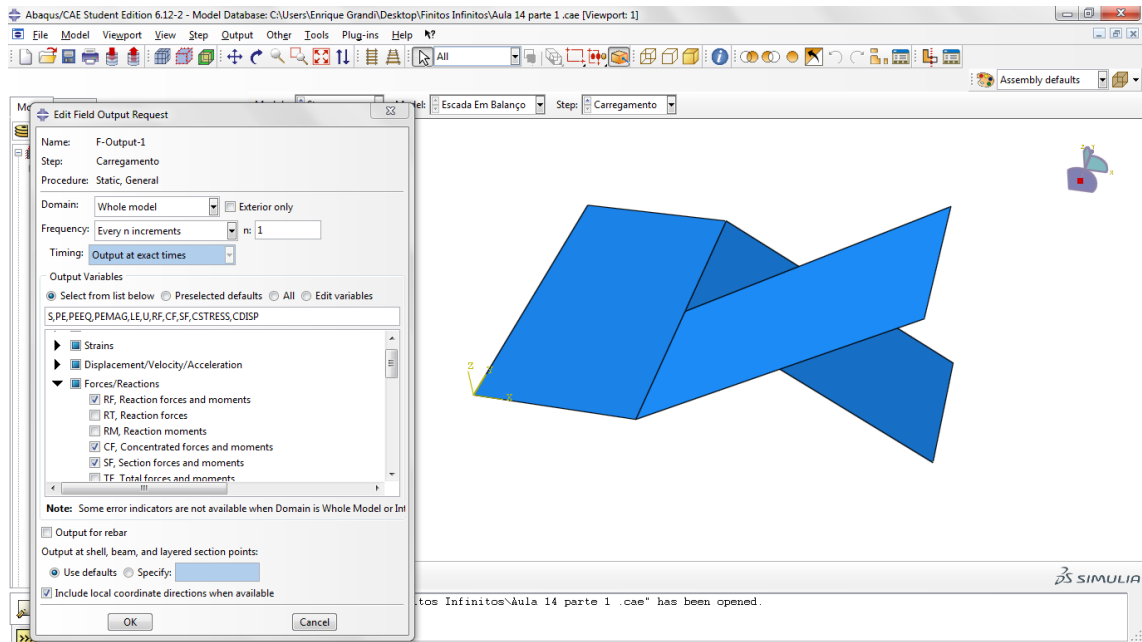 Abaqus/CAE Student Edition 6.12-2 - Model Database: C:\Users\Enrique Grandi\Desktop\Finitos Infinitos\Aula 14 parte 1 .cae [Viewport: 1]
File Model Viewport View Step Output Other Tools Plug-ins Help
All
Assembly defaults
Escada Em Balanço Step: Carregamento
Edit Field Output Request
Name: F-Output-1
Step: Carregamento
Procedure: Static, General
Domain: Whole model Exterior only
Frequency: Every n increments n: 1
Timing: Output at exact times
Output Variables
Select from list below Preselected defaults All Edit variables
S,PE,PEEQ,PEMAG,LE,U,RF,CF,SF,CSTRESS,CDISP
Strains
Displacement/Velocity/Acceleration
Forces/Reactions
RF, Reaction forces and moments
RT, Reaction forces
RM, Reaction moments
CF, Concentrated forces and moments
SF, Section forces and moments
TF, Total forces and moments
Note: Some error indicators are not available when Domain is Whole Model or Int
Output for rebar
Output at shell, beam, and layered section points:
Use defaults Specify:
Include local coordinate directions when available
OK Cancel
Z
X
SIMULIA
tos Infinitos\Aula 14 parte 1 .cae" has been opened.